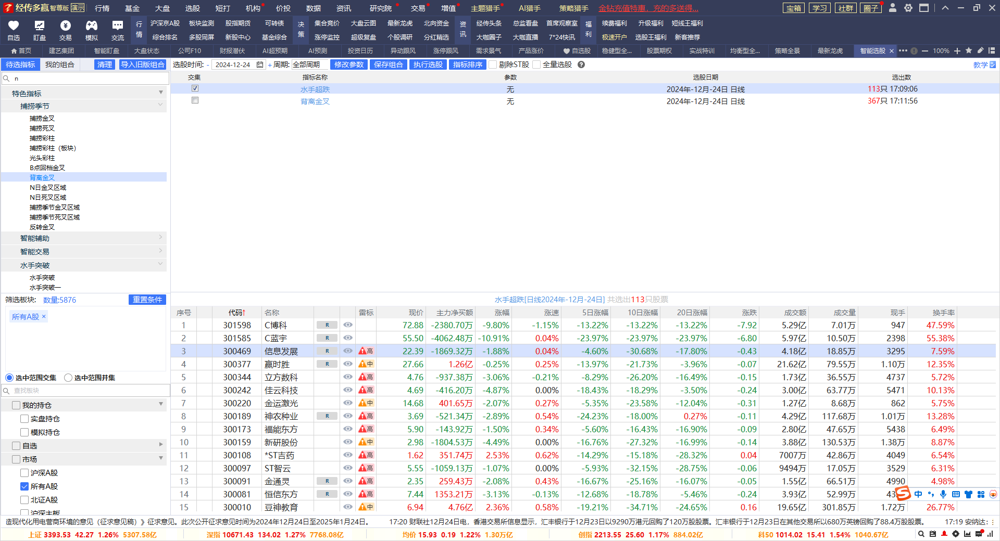 经传多赢 智尊版 演示 行情 基金 大盘 选股 短打 机构 价投 数据 资讯 研究院 交易 增值 主题猎手 AI猎手 策略猎手 金钻充值特惠，充的多送得... 宝箱 学习 社群 圈子
自选 盯盘 交易 模拟 交流
行情 沪深京A股 板块监测 股指期货 可转债 决策 集合竞价 大盘云图 最新龙虎 北向资金 资讯 经传头条 总监看盘 首席观察室 福利 续费福利 升级福利 短线王福利
综合排名 多股同屏 新股中心 基金综合 涨停监控 超级复盘 个股调研 分红精选 大咖圈子 大咖直播 7*24快讯 极速开户 选股王福利 新客推荐
首页 建艺集团 智能盯盘 大盘状态 公司F10 财报潜伏 AI超预期 AI预测 投资日历 异动跟风 涨停跟风 需求景气 产品涨价 自选股 稳健型全... 股票期权 实战特训 均衡型全... 策略全景 最新龙虎 智能选股 × ••• 100%
待选指标 我的组合 清理 导入旧版组合 选股时间: - 2024-12-24 + 周期: 全部周期 修改参数 保存组合 执行选股 指标排序 剔除ST股 全量选股 教学
n
交集 指标名称 参数 选股日期 选出数
水手超跌 无 2024年-12月-24日 日线 113只 17:09:06
背离金叉 无 2024年-12月-24日 日线 367只 17:11:56
特色指标
捕捞季节
捕捞金叉
捕捞死叉
捕捞彩柱
捕捞彩柱（板块）
光头彩柱
B点回档金叉
背离金叉
N日金叉区域
N日死叉区域
捕捞季节金叉区域
捕捞季节死叉区域
反转金叉
智能辅助
智能交易
水手突破
水手突破
水手突破一
筛选板块: 数量:5876 重置条件
所有A股 ×
选中范围交集 选中范围并集
查找板块
我的持仓
实盘持仓
模拟持仓
自选
市场
沪深A股
所有A股
北证A股
沪深主板
水手超跌[日线2024年-12月-24日] 共选出113只股票
序号 代码↑ 名称 雷标 现价 主力净买额 涨幅 涨速 5日涨幅 10日涨幅 20日涨幅 涨跌 成交额 成交量 现手 换手率
1 301598 C博科 R 72.88 -2380.70万 -9.80% -1.15% -13.22% -13.22% -13.22% -7.92 5.29亿 7.01万 947 47.59%
2 301585 C蓝宇 R 55.50 -4062.48万 -10.91% 0.04% -23.97% -23.97% -23.97% -6.80 5.97亿 10.50万 2398 55.38%
3 300469 信息发展 R 高 22.39 -1869.32万 -1.88% 0.04% -4.60% -30.68% -17.80% -0.43 4.18亿 18.85万 3295 7.59%
4 300377 赢时胜 R 中 27.66 1.26亿 -0.25% 0.25% -13.97% -21.73% -3.96% -0.07 21.62亿 79.55万 1.10万 12.35%
5 300344 立方数科 高 4.76 -937.38万 -3.06% -0.21% -8.29% -26.20% -16.49% -0.15 1.73亿 36.55万 4737 5.72%
6 300242 佳云科技 高 4.69 -416.20万 -4.87% 0.00% -18.43% -18.29% -3.50% -0.24 3.00亿 63.77万 5471 10.13%
7 300220 金运激光 中 14.68 401.65万 -2.07% 0.27% -5.35% -23.58% -12.04% -0.31 1.27亿 8.68万 862 5.75%
8 300189 神农种业 R 高 3.69 -521.34万 -2.89% 0.54% -24.23% -18.00% 0.27% -0.11 4.29亿 117.68万 1.01万 13.28%
9 300173 福能东方 高 5.90 -143.92万 -1.50% 0.34% -5.60% -16.43% -16.90% -0.09 2.80亿 47.65万 5438 6.49%
10 300159 新研股份 中 2.98 -1804.53万 -4.49% 0.00% -16.76% -27.32% -16.99% -0.14 3.88亿 130.53万 1.38万 8.87%
11 300108 *ST吉药 高 1.62 351.74万 2.53% 0.62% -14.29% -15.18% -28.32% 0.04 7007万 42.86万 4049 6.54%
12 300097 ST智云 高 5.55 -1059.13万 -1.07% 0.00% -5.93% -32.15% -28.75% -0.06 9494万 17.05万 3529 6.31%
13 300091 金通灵 R 高 2.35 259.43万 -2.08% 0.43% -16.67% -25.16% -16.07% -0.05 1.55亿 66.51万 4990 4.98%
14 300081 恒信东方 R 高 7.44 1353.21万 -3.13% -0.13% -12.68% -18.78% -5.46% -0.24 3.93亿 52.99万 中
15 300010 豆神教育 中 6.94 4.76亿 2.36% 0.58% -19.21% -34.71% -24.65% 0.16 19.65亿 301.85万 1.72万 26.77%
造现代化用电营商环境的意见（征求意见稿）》征求意见。此次公开征求意见时间为2024年12月24日至2025年1月24日。 17:20 财联社12月24日电，香港交易所信息显示，汇丰银行于12月23日以9290万港元回购了120万股股票。汇丰银行于12月23日在其他交易所以680万英镑回购了88.4万股股票。 17:19 安纳达：
上证 3393.53 42.27 1.26% 5307.58亿 深指 10671.43 134.02 1.27% 7768.08亿 均价 15.93 0.19 1.22% 1.30万亿 创指 2213.55 25.60 1.17% 884.02亿 科50 1014.02 15.41 1.54% 1040.67亿